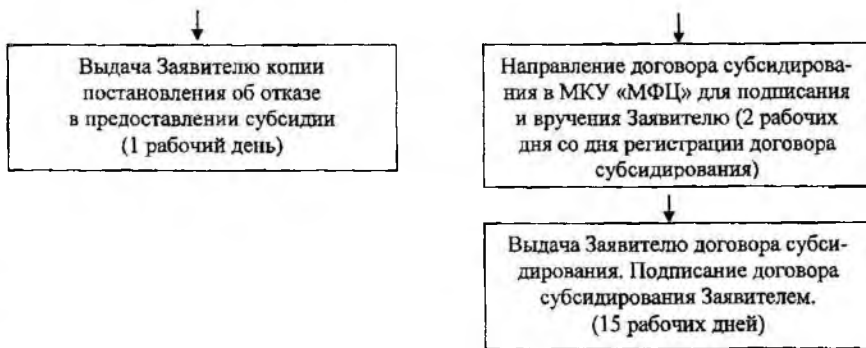 Выдача Заявителю копии
постановления об отказе
в предоставлении субсидии
(1 рабочий день)
Направление договора субсидирова-
ния в МКУ «МФЦ» для подписания
и вручения Заявителю (2 рабочих
дня со дня регистрации договора
субсидирования)
Выдача Заявителю договора субси-
дирования. Подписание договора
субсидирования Заявителем.
(15 рабочих дней)